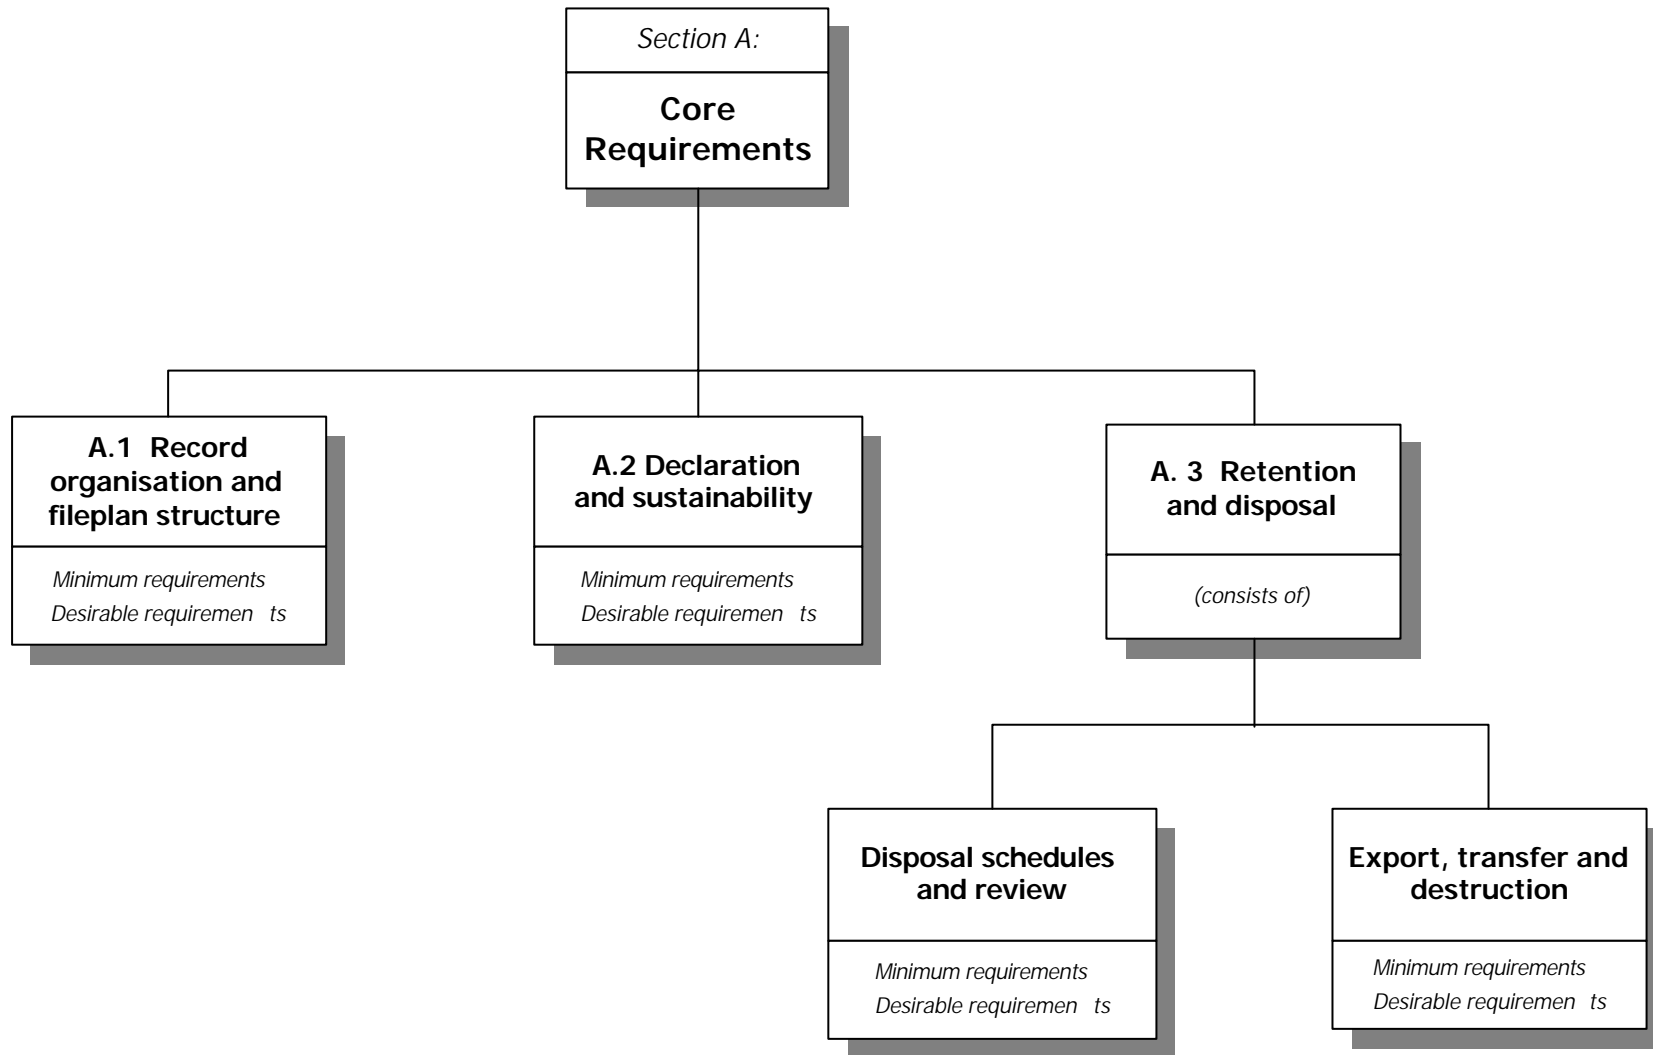 Section A:
Core
Requirements
A.1 Record
organisation and
fileplan structure
Minimum requirements
Desirable requiremen ts
A.2 Declaration
and sustainability
Minimum requirements
Desirable requiremen ts
A. 3 Retention
and disposal
(consists of)
Disposal schedules
and review
Minimum requirements
Desirable requiremen ts
Export, transfer and
destruction
Minimum requirements
Desirable requiremen ts